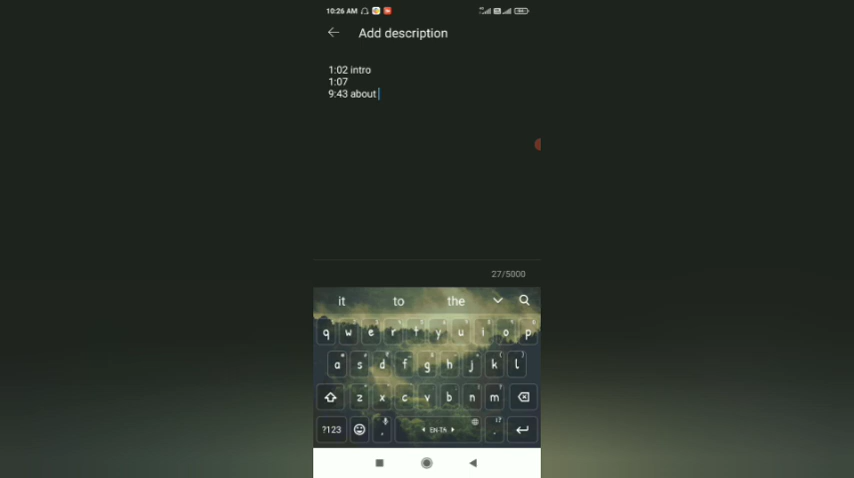 10:26 AM
Add description
1:02 intro
1:07
9:43 about
27/5000
it to the
q w e r t y u i o p
a s d f g h j k l
z x c v b n m
?123 , EN·TA .